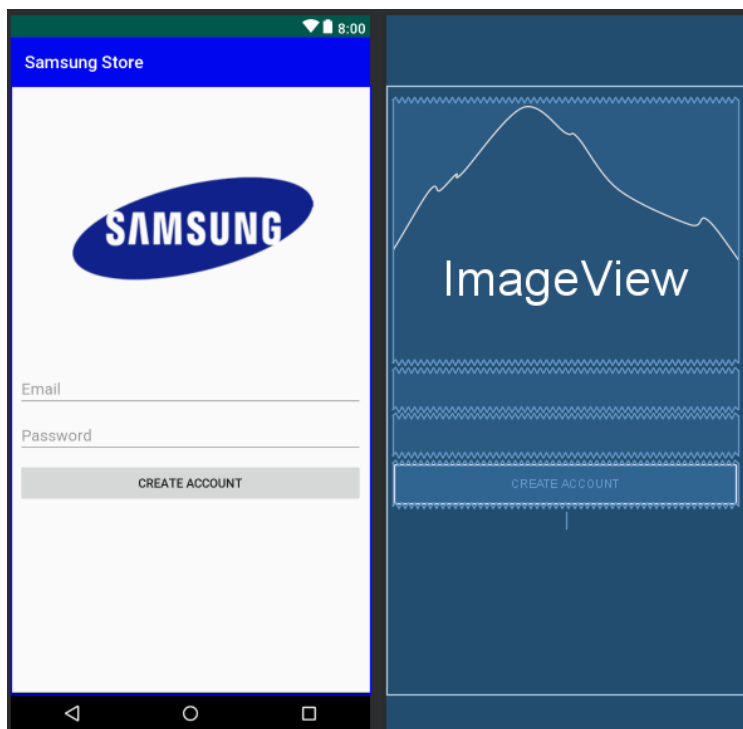 8:00
Samsung Store
SAMSUNG
Email
Password
CREATE ACCOUNT
ImageView
CREATE ACCOUNT